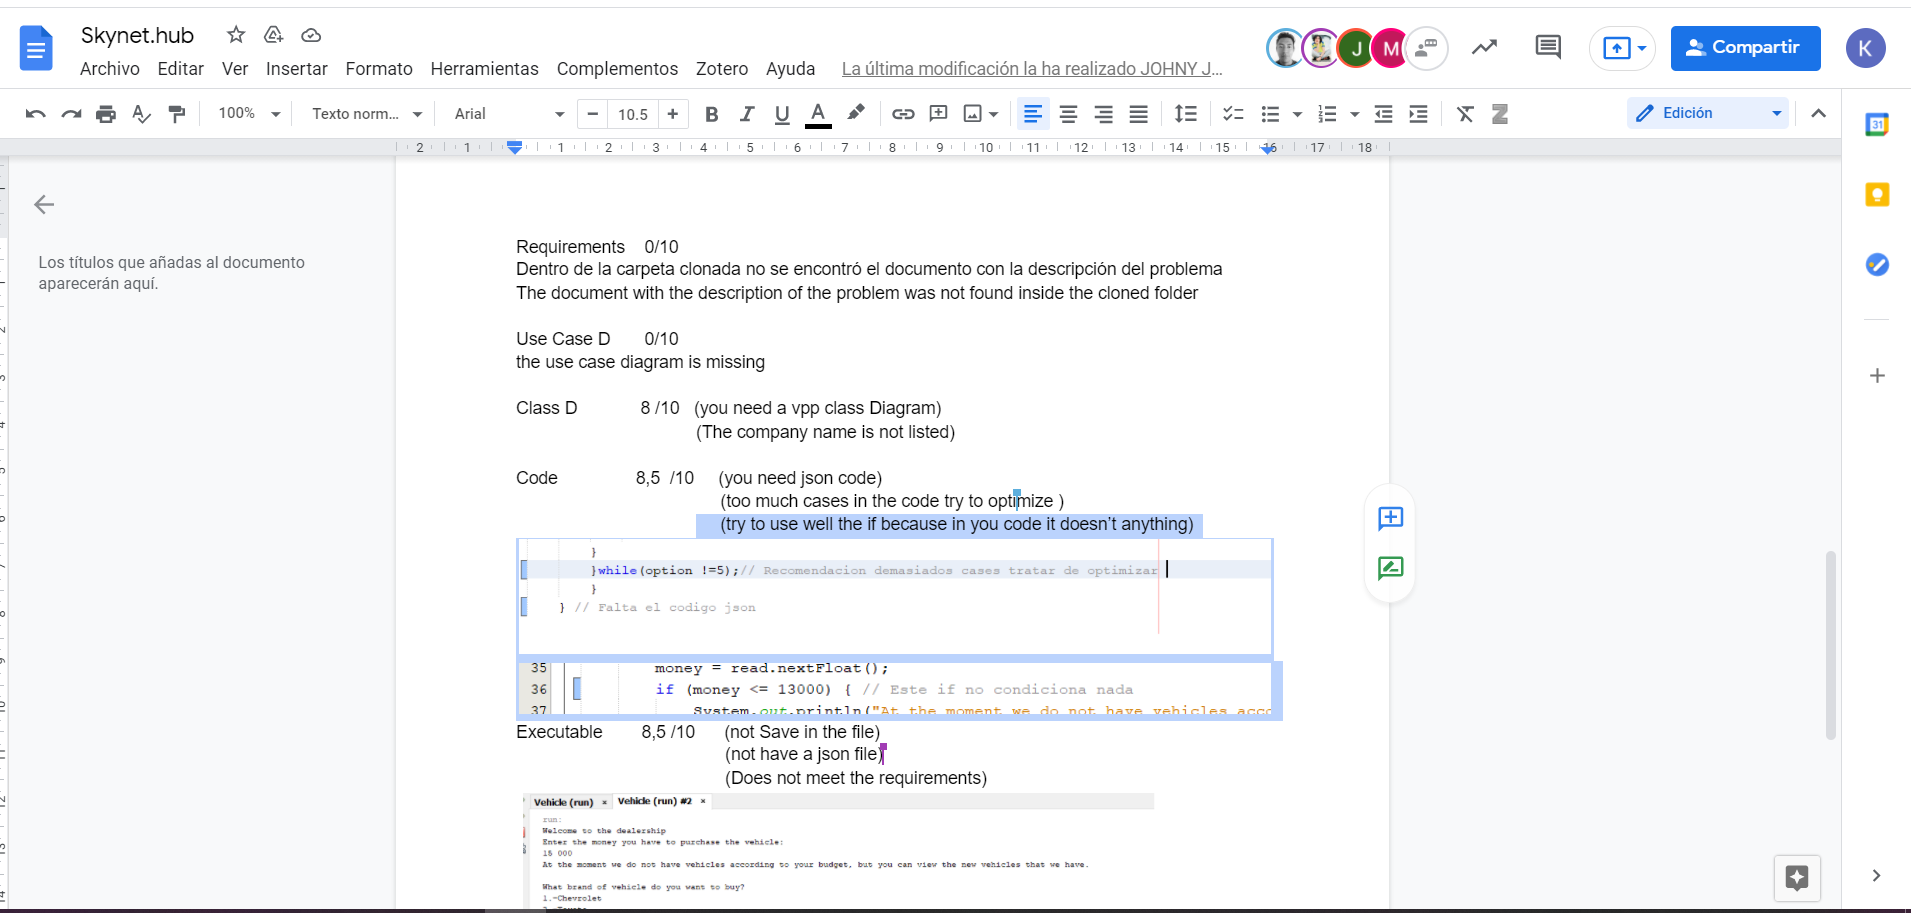 Skynet.hub
Archivo Editar Ver Insertar Formato Herramientas Complementos Zotero Ayuda La última modificación la ha realizado JOHNY J...
J M
Compartir
K
100% Texto norm... Arial 10.5 B I U A Edición
2 1 1 2 3 4 5 6 7 8 9 10 11 12 13 14 15 16 17 18
31
Los títulos que añadas al documento
aparecerán aquí.
Requirements 0/10
Dentro de la carpeta clonada no se encontró el documento con la descripción del problema
The document with the description of the problem was not found inside the cloned folder
Use Case D 0/10
the use case diagram is missing
Class D 8 /10 (you need a vpp class Diagram)
(The company name is not listed)
Code 8,5 /10 (you need json code)
(too much cases in the code try to optimize )
(try to use well the if because in you code it doesn't anything)
}
}while(option !=5);// Recomendacion demasiados cases tratar de optimizar
}
} // Falta el codigo json
35 money = read.nextFloat();
36 if (money <= 13000) { // Este if no condiciona nada
37 System.out.println("At the moment we do not have vehicles acco
Executable 8,5 /10 (not Save in the file)
(not have a json file)
(Does not meet the requirements)
Vehicle (run) × Vehicle (run) #2 ×
run:
Welcome to the dealership
Enter the money you have to purchase the vehicle:
15 000
At the moment we do not have vehicles according to your budget, but you can view the new vehicles that we have.
What brand of vehicle do you want to buy?
1.-Chevrolet
2.-Toyota